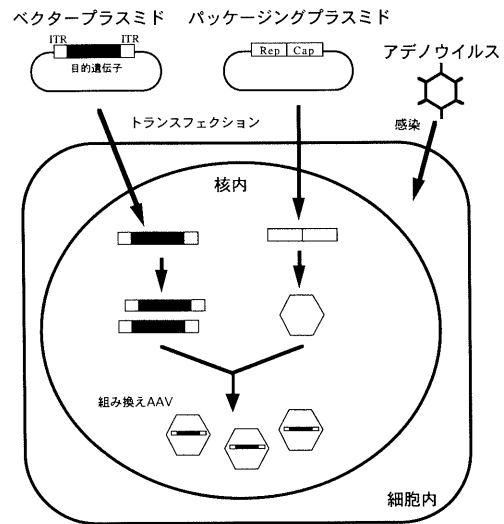 ベクタープラスミド
パッケージングプラスミド
アデノウイルス
ITR ITR
目的遺伝子
Rep Cap
トランスフェクション
感染
核内
組み換えAAV
細胞内